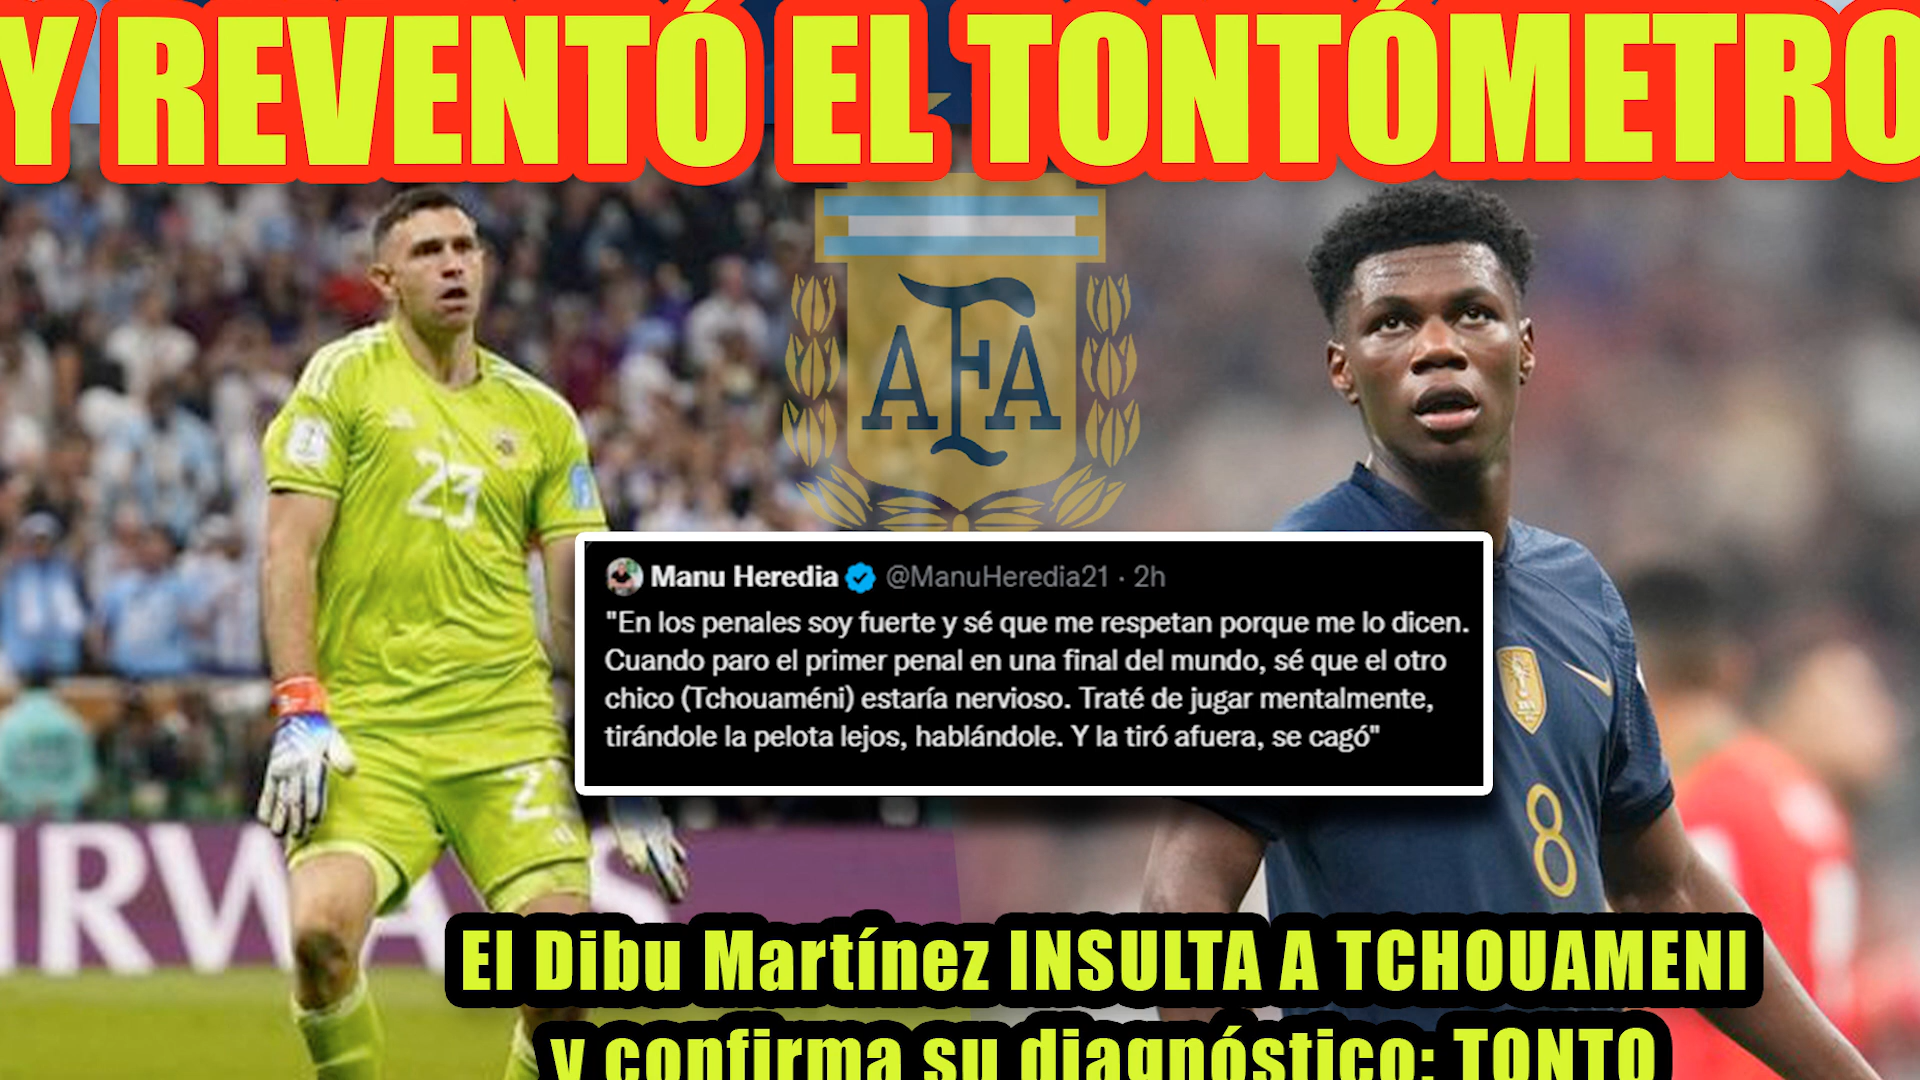 Y REVENTÓ EL TONTÓMETRO
AFA
23
Manu Heredia @ManuHeredia21 · 2h
"En los penales soy fuerte y sé que me respetan porque me lo dicen.
Cuando paro el primer penal en una final del mundo, sé que el otro
chico (Tchouaméni) estaría nervioso. Traté de jugar mentalmente,
tirándole la pelota lejos, hablándole. Y la tiró afuera, se cagó"
8
El Dibu Martínez INSULTA A TCHOUAMENI
y confirma su diagnóstico: TONTO